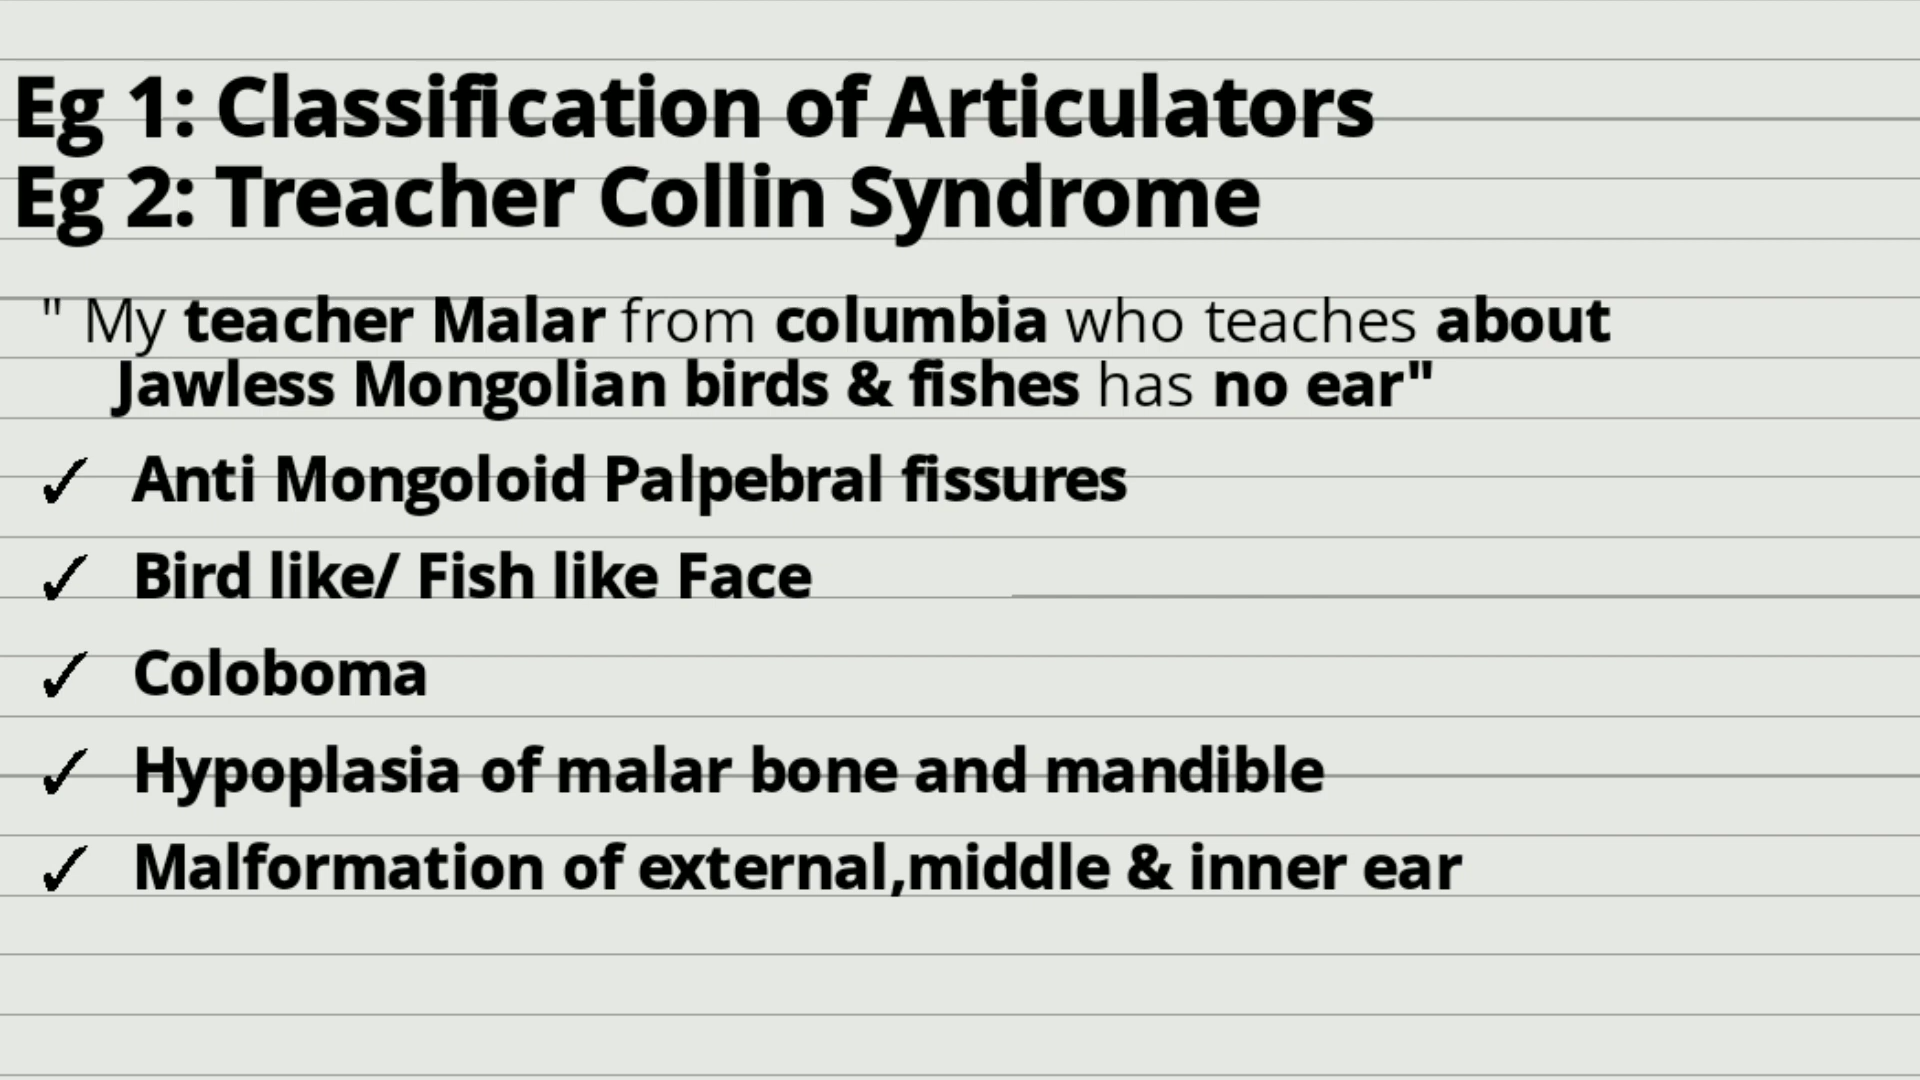 Eg 1: Classification of Articulators
Eg 2: Treacher Collin Syndrome
" My teacher Malar from columbia who teaches about
Jawless Mongolian birds & fishes has no ear"
✓ Anti Mongoloid Palpebral fissures
✓ Bird like/ Fish like Face
✓ Coloboma
✓ Hypoplasia of malar bone and mandible
✓ Malformation of external,middle & inner ear